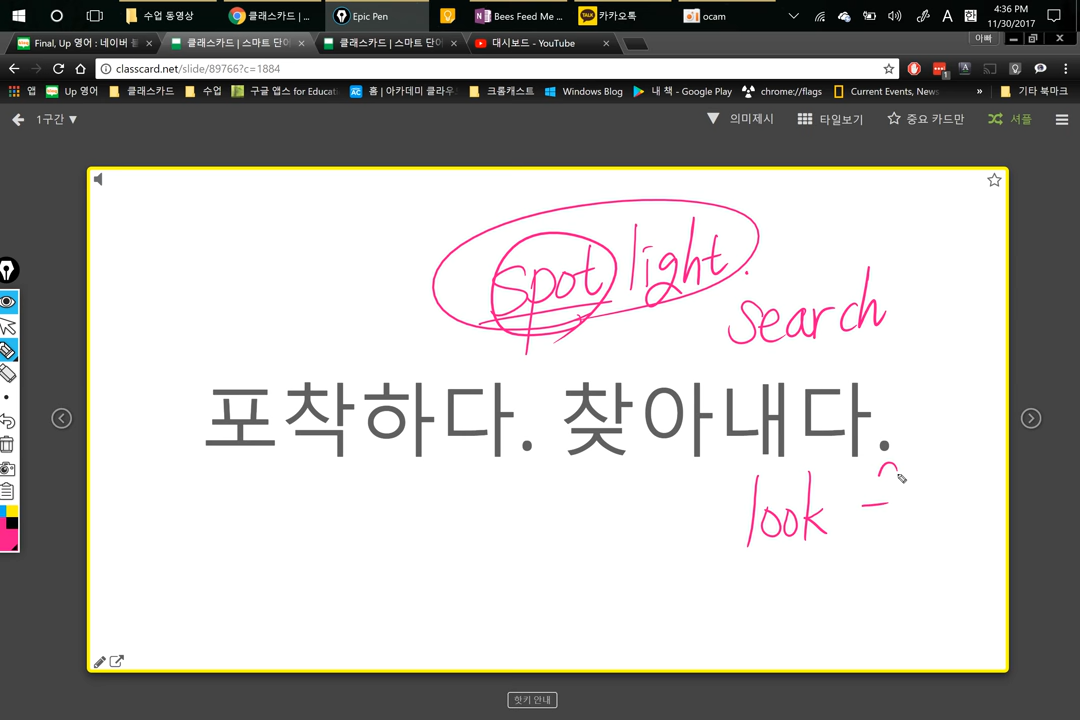 수업 동영상
클래스카드 | ...
Epic Pen
Bees Feed Me ...
카카오톡
ocam
A
한
4:36 PM
11/30/2017
Final, Up 영어 : 네이버 블
클래스카드 | 스마트 단어
클래스카드 | 스마트 단어
대시보드 - YouTube
아빠
classcard.net/slide/89766?c=1884
앱
Up 영어
클래스카드
수업
구글 앱스 for Educati
홈 | 아카데미 클라우
크롬캐스트
Windows Blog
내 책 - Google Play
chrome://flags
Current Events, News
»
기타 북마크
1구간 ▼
의미제시
타일보기
중요 카드만
셔플
spotlight.
search
포착하다. 찾아내다.
look
핫키 안내